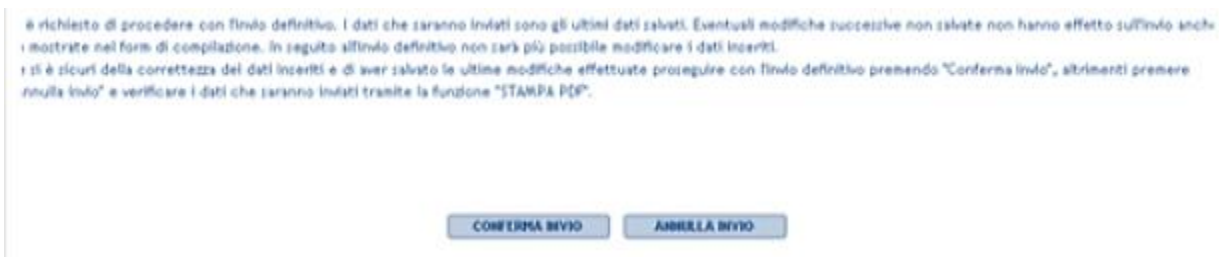 è richiesto di procedere con l'invio definitivo. I dati che saranno inviati sono gli ultimi dati salvati. Eventuali modifiche successive non salvate non hanno effetto sull'invio anch
mostrate nel form di compilazione. In seguito all'invio definitivo non sarà più possibile modificare i dati inseriti.
si è sicuri della correttezza dei dati inseriti e di aver salvato le ultime modifiche effettuate proseguire con l'invio definitivo premendo "Conferma invio", altrimenti premere
nnulla invio" e verificare i dati che saranno inviati tramite la funzione "STAMPA PDF".
CONFERMA INVIO ANNULLA INVIO